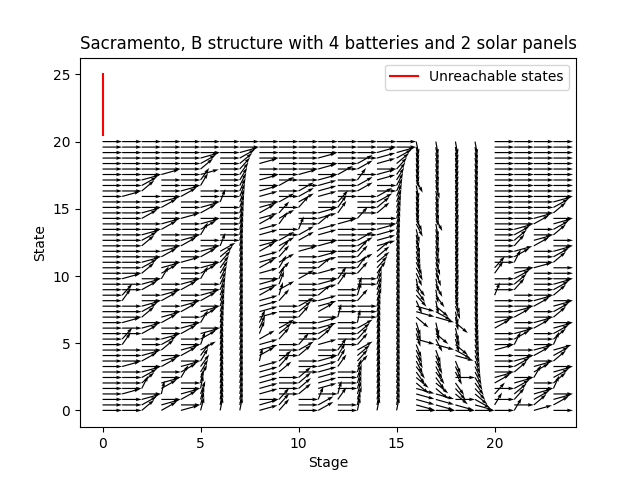 Sacramento, B structure with 4 batteries and 2 solar panels
Unreachable states
25
20
15
10
5
0
State
0 5 10 15 20
Stage